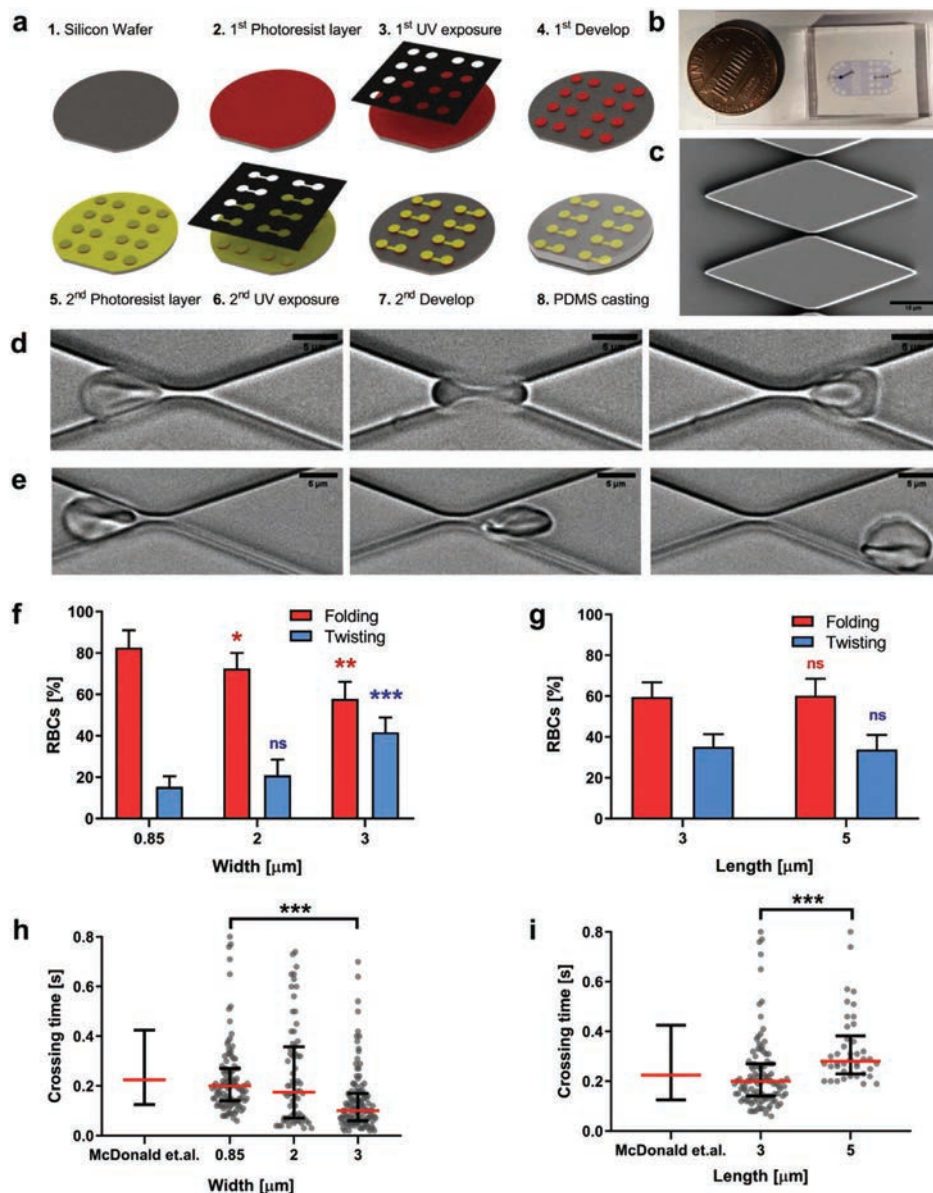 a
1. Silicon Wafer
2. 1st Photoresist layer
3. 1st UV exposure
4. 1st Develop
5. 2nd Photoresist layer
6. 2nd UV exposure
7. 2nd Develop
8. PDMS casting
b
c
d
5 µm
5 µm
5 µm
e
5 µm
5 µm
5 µm
f
100
80
60
40
20
0
RBCs [%]
Folding
Twisting
*
ns
**
***
0.85
2
3
Width [µm]
g
100
80
60
40
20
0
RBCs [%]
Folding
Twisting
ns
ns
3
5
Length [µm]
h
***
0.8
0.6
0.4
0.2
0.0
Crossing time [s]
McDonald et.al.
0.85
2
3
Width [µm]
i
***
0.8
0.6
0.4
0.2
0.0
Crossing time [s]
McDonald et.al.
3
5
Length [µm]